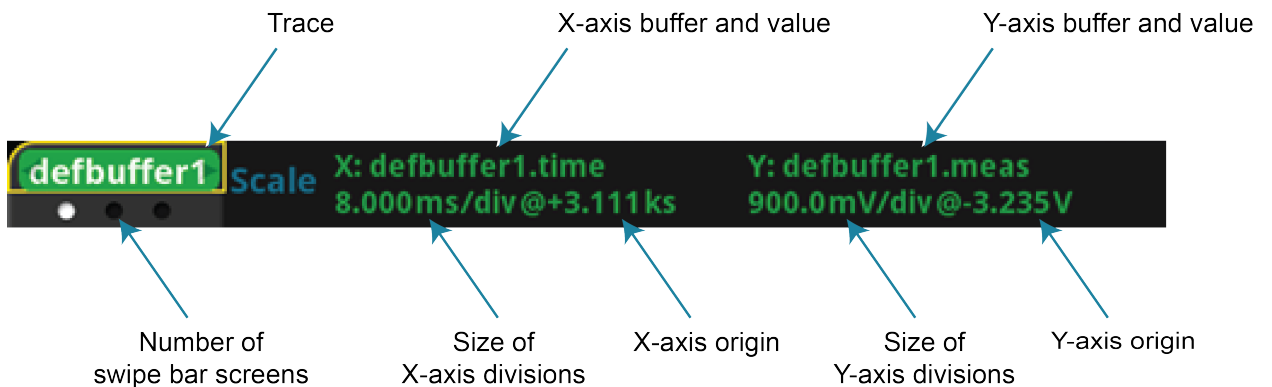 Trace
X-axis buffer and value
Y-axis buffer and value
defbuffer1
Scale
X: defbuffer1.time
8.000ms/div@+3.111ks
Y: defbuffer1.meas
900.0mV/div@-3.235V
Number of
swipe bar screens
Size of
X-axis divisions
X-axis origin
Size of
Y-axis divisions
Y-axis origin